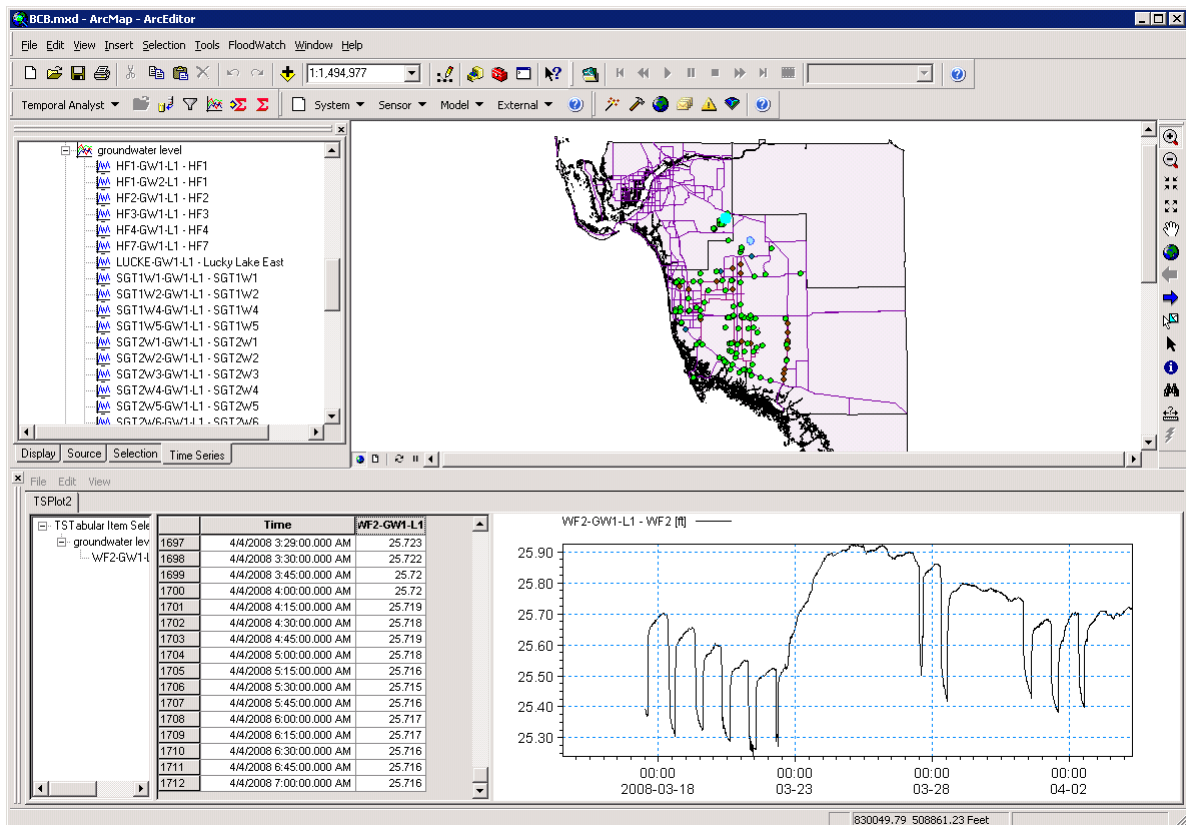 BCB.mxd - ArcMap - ArcEditor
File Edit View Insert Selection Tools FloodWatch Window Help
1:1,494,977
Temporal Analyst System Sensor Model External
groundwater level
HF1-GW1-L1 - HF1
HF1-GW2-L1 - HF1
HF2-GW1-L1 - HF2
HF3-GW1-L1 - HF3
HF4-GW1-L1 - HF4
HF7-GW1-L1 - HF7
LUCKE-GW1-L1 - Lucky Lake East
SGT1W1-GW1-L1 - SGT1W1
SGT1W2-GW1-L1 - SGT1W2
SGT1W4-GW1-L1 - SGT1W4
SGT1W5-GW1-L1 - SGT1W5
SGT2W1-GW1-L1 - SGT2W1
SGT2W2-GW1-L1 - SGT2W2
SGT2W3-GW1-L1 - SGT2W3
SGT2W4-GW1-L1 - SGT2W4
SGT2W5-GW1-L1 - SGT2W5
SGT2W6-GW1-L1 - SGT2W6
Display Source Selection Time Series
File Edit View
TSPlot2
TSTabular Item Sele
groundwater lev
WF2-GW1-L
Time WF2-GW1-L1
1697 4/4/2008 3:29:00.000 AM 25.723
1698 4/4/2008 3:30:00.000 AM 25.722
1699 4/4/2008 3:45:00.000 AM 25.72
1700 4/4/2008 4:00:00.000 AM 25.72
1701 4/4/2008 4:15:00.000 AM 25.719
1702 4/4/2008 4:30:00.000 AM 25.718
1703 4/4/2008 4:45:00.000 AM 25.719
1704 4/4/2008 5:00:00.000 AM 25.718
1705 4/4/2008 5:15:00.000 AM 25.716
1706 4/4/2008 5:30:00.000 AM 25.715
1707 4/4/2008 5:45:00.000 AM 25.716
1708 4/4/2008 6:00:00.000 AM 25.717
1709 4/4/2008 6:15:00.000 AM 25.717
1710 4/4/2008 6:30:00.000 AM 25.716
1711 4/4/2008 6:45:00.000 AM 25.716
1712 4/4/2008 7:00:00.000 AM 25.716
WF2-GW1-L1 - WF2 [ft]
25.90
25.80
25.70
25.60
25.50
25.40
25.30
00:00 00:00 00:00 00:00
2008-03-18 03-23 03-28 04-02
830049.79 508861.23 Feet